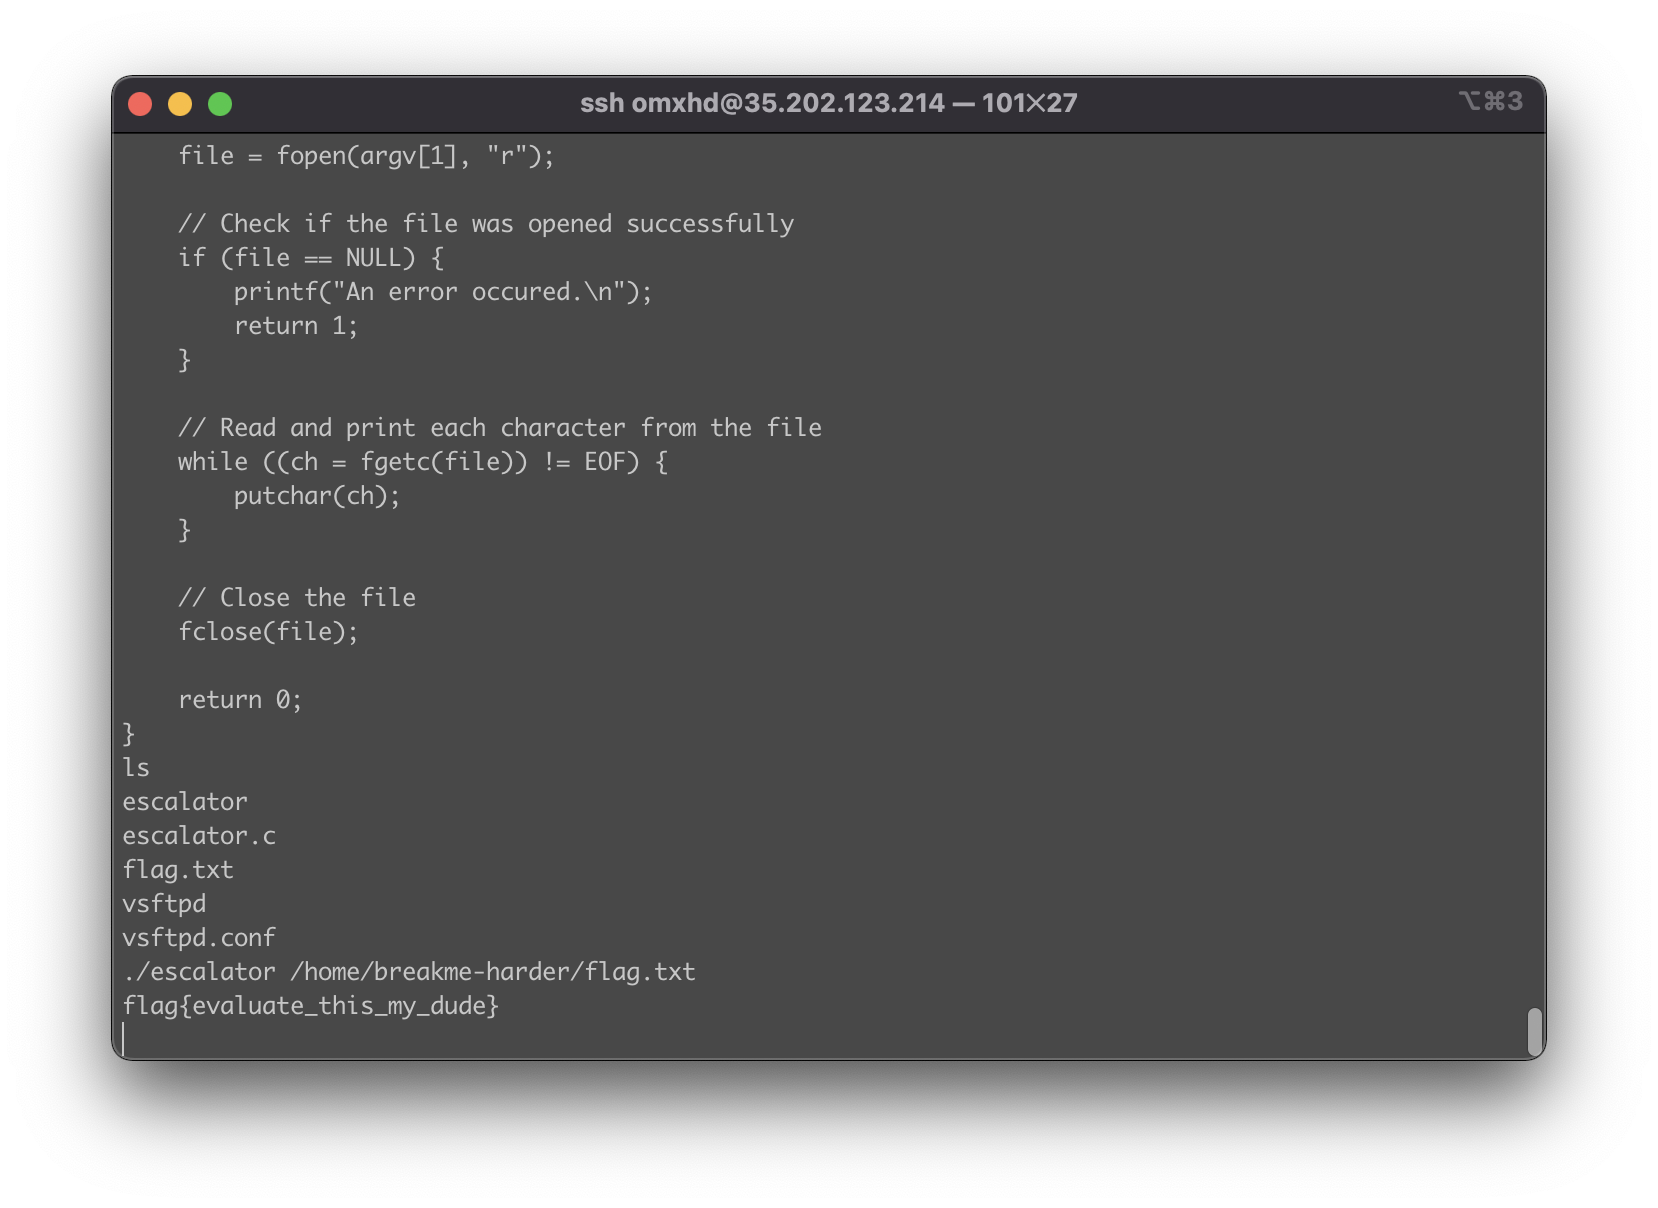 ssh omxhd@35.202.123.214 — 101✕27
⌥⌘3
    file = fopen(argv[1], "r");

    // Check if the file was opened successfully
    if (file == NULL) {
        printf("An error occured.\n");
        return 1;
    }

    // Read and print each character from the file
    while ((ch = fgetc(file)) != EOF) {
        putchar(ch);
    }

    // Close the file
    fclose(file);

    return 0;
}
ls
escalator
escalator.c
flag.txt
vsftpd
vsftpd.conf
./escalator /home/breakme-harder/flag.txt
flag{evaluate_this_my_dude}